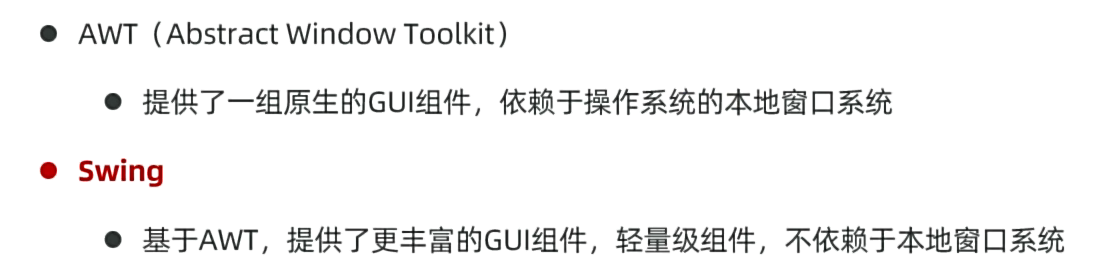 AWT（Abstract Window Toolkit）
提供了一组原生的GUI组件，依赖于操作系统的本地窗口系统
Swing
基于AWT，提供了更丰富的GUI组件，轻量级组件，不依赖于本地窗口系统